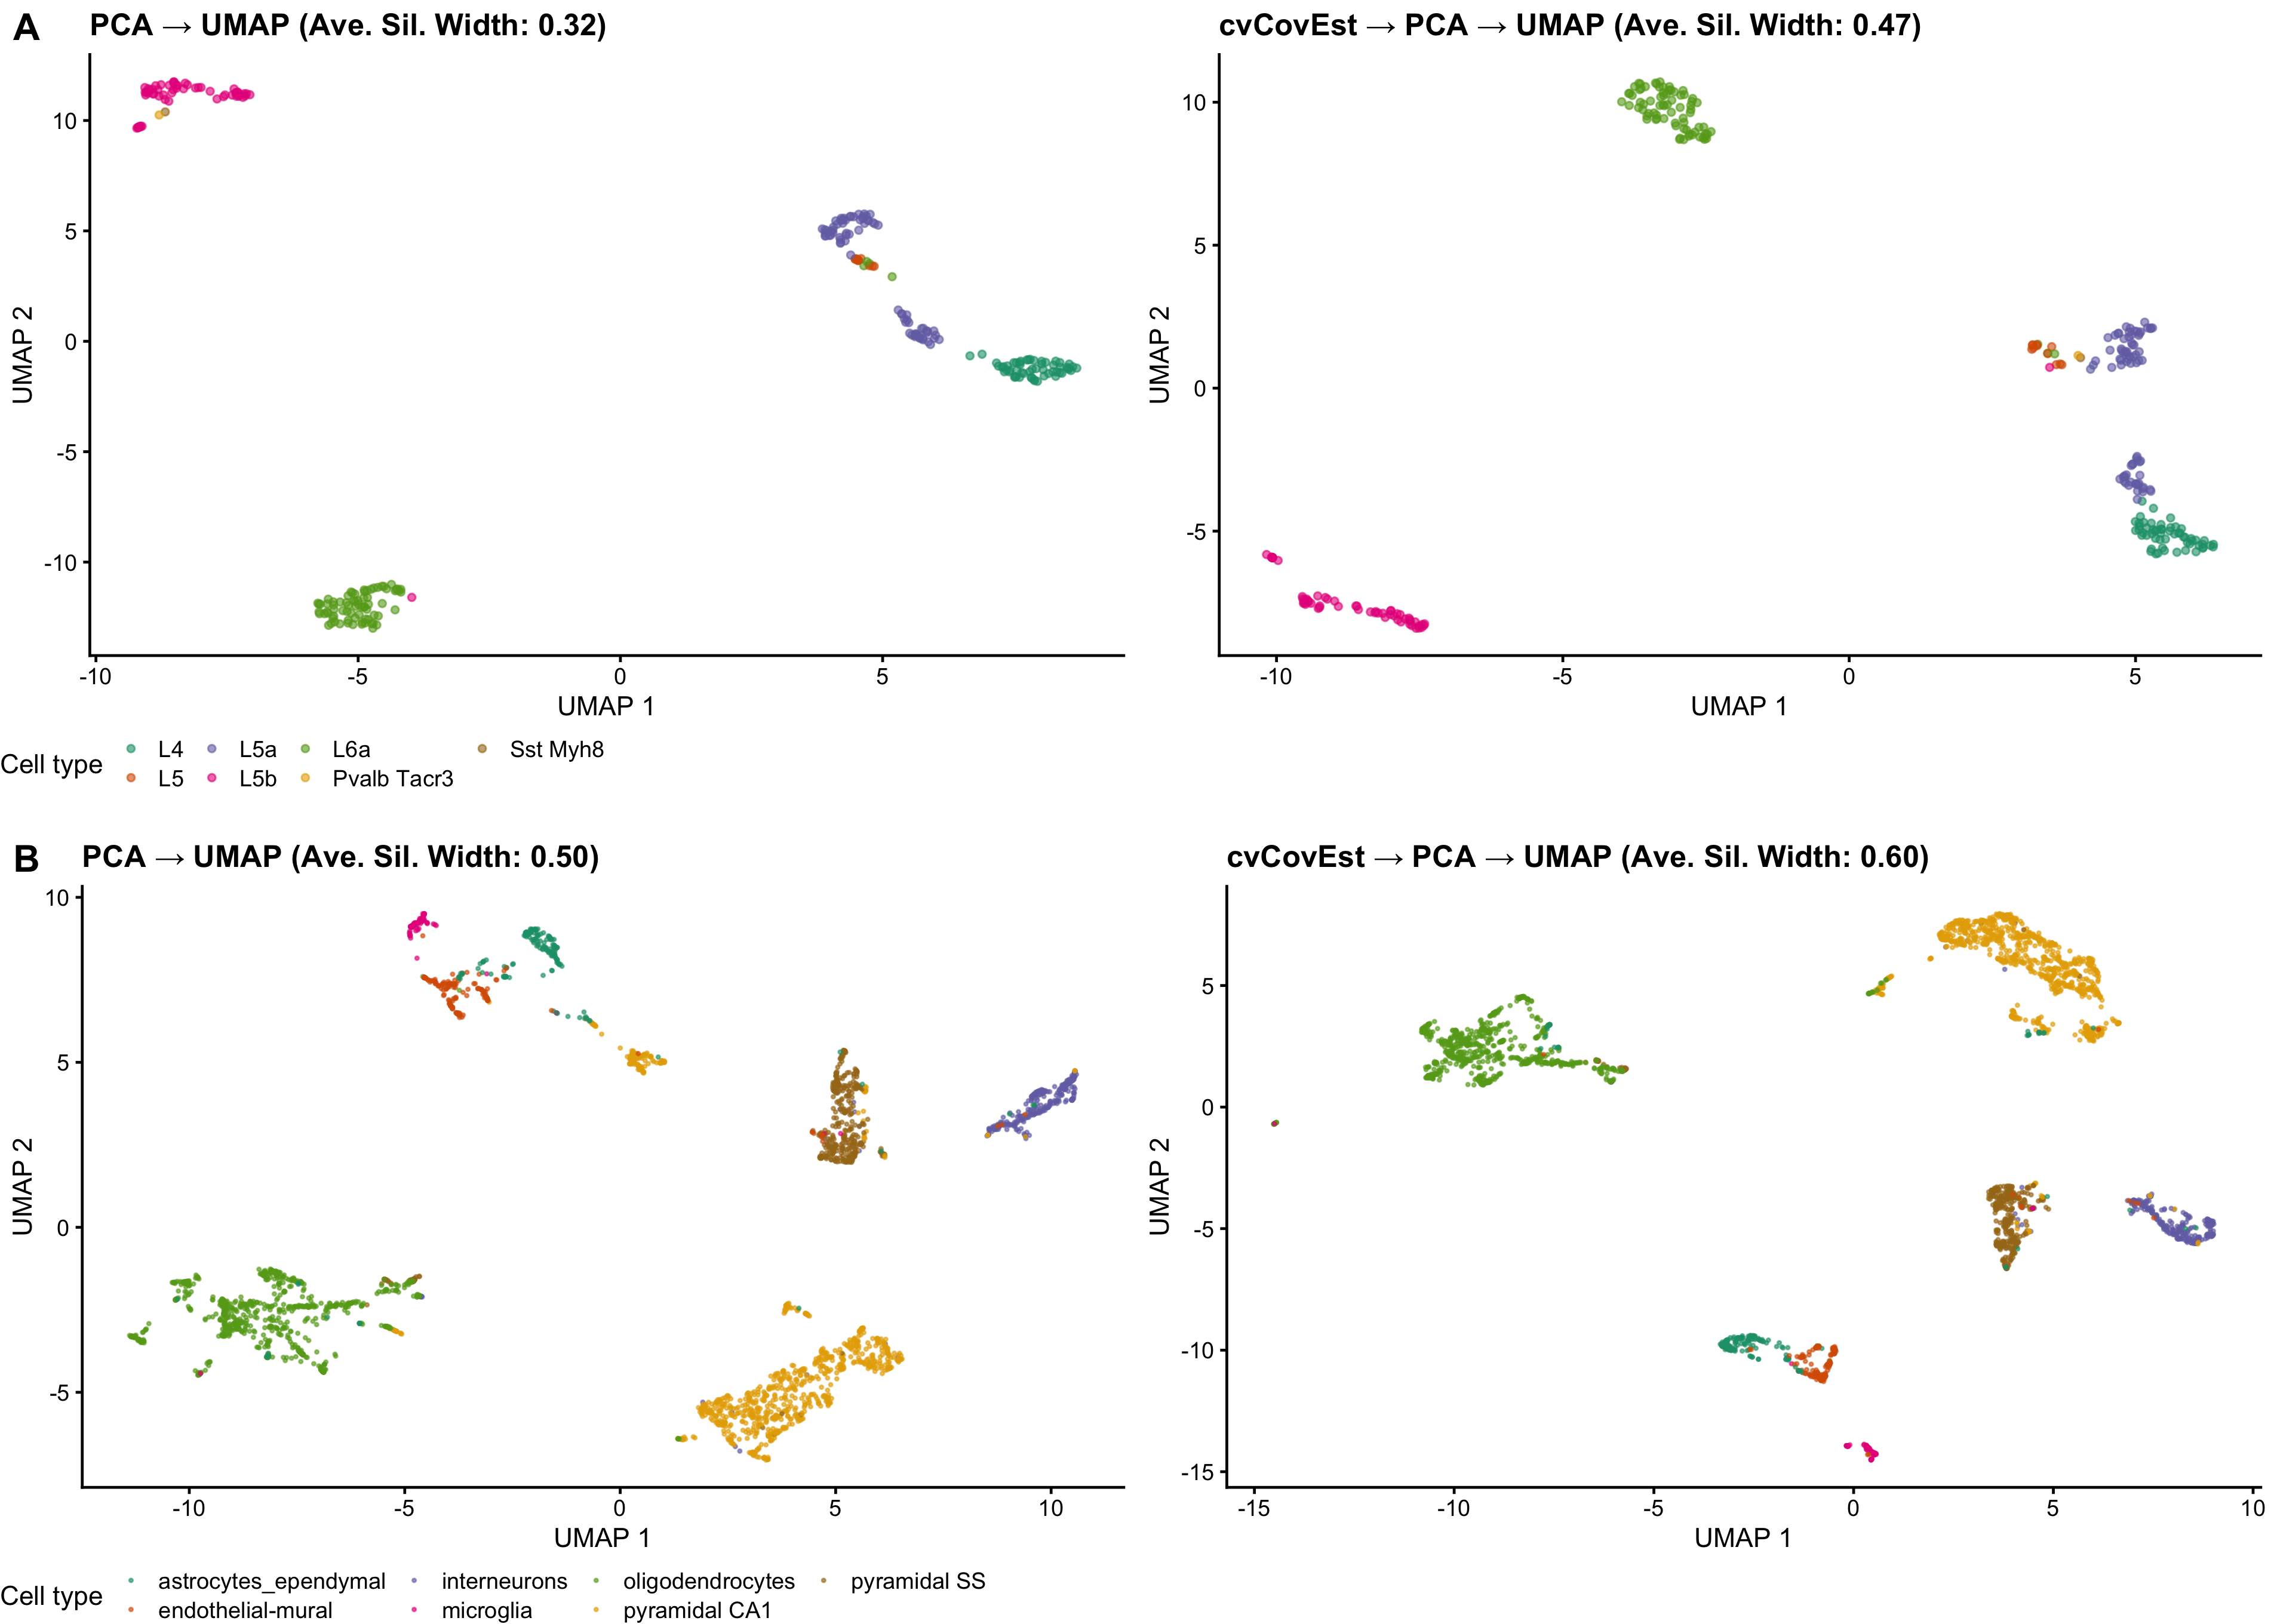 A
PCA → UMAP (Ave. Sil. Width: 0.32)
10
5
0
-5
-10
UMAP 2
-10 -5 0 5
UMAP 1
cvCovEst → PCA → UMAP (Ave. Sil. Width: 0.47)
10
5
0
-5
UMAP 2
-10 -5 0 5
UMAP 1
Cell type
L4 L5a L6a Sst Myh8
L5 L5b Pvalb Tacr3
B
PCA → UMAP (Ave. Sil. Width: 0.50)
10
5
0
-5
UMAP 2
-10 -5 0 5 10
UMAP 1
cvCovEst → PCA → UMAP (Ave. Sil. Width: 0.60)
5
0
-5
-10
-15
UMAP 2
-15 -10 -5 0 5 10
UMAP 1
Cell type
astrocytes_ependymal interneurons oligodendrocytes pyramidal SS
endothelial-mural microglia pyramidal CA1